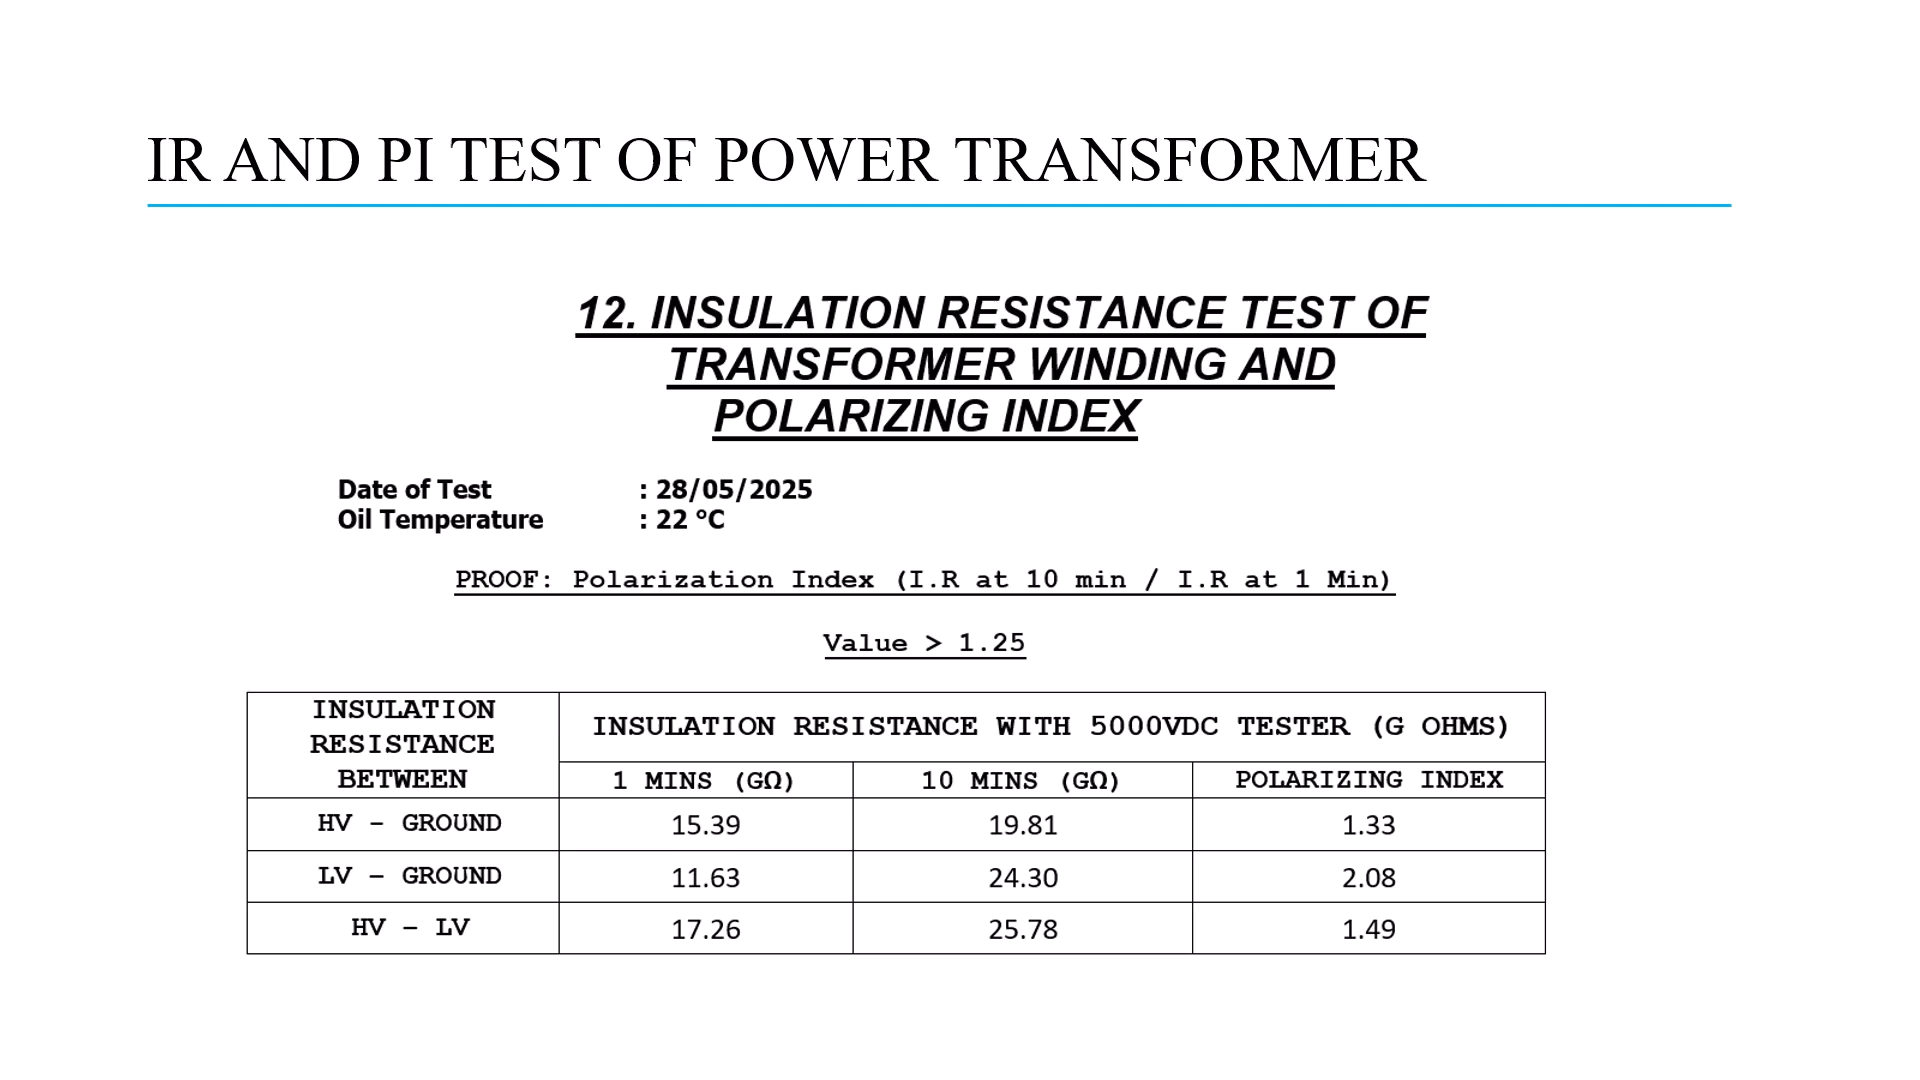 IR AND PI TEST OF POWER TRANSFORMER
12. INSULATION RESISTANCE TEST OF
TRANSFORMER WINDING AND
POLARIZING INDEX
Date of Test : 28/05/2025
Oil Temperature : 22 °C
PROOF: Polarization Index (I.R at 10 min / I.R at 1 Min)
Value > 1.25
INSULATION RESISTANCE BETWEEN
INSULATION RESISTANCE WITH 5000VDC TESTER (G OHMS)
1 MINS (GΩ) 10 MINS (GΩ) POLARIZING INDEX
HV – GROUND 15.39 19.81 1.33
LV – GROUND 11.63 24.30 2.08
HV – LV 17.26 25.78 1.49